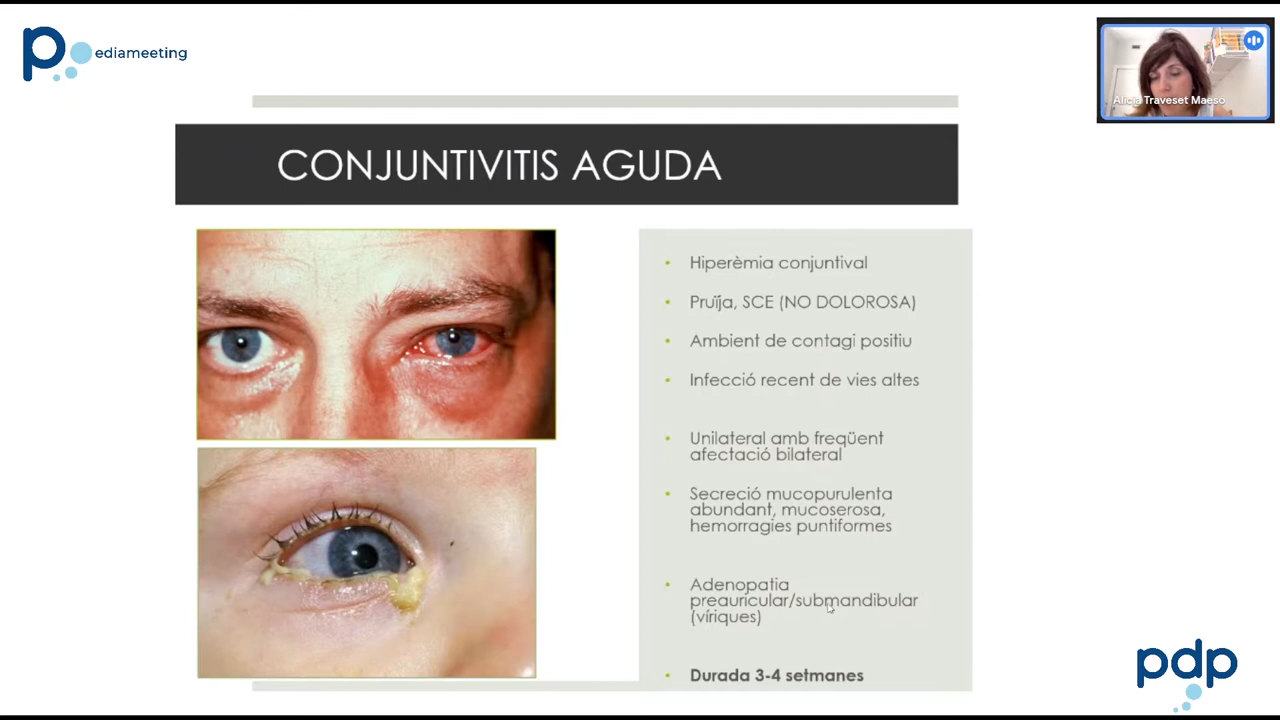 pediameeting
Alicia Traveset Maeso
CONJUNTIVITIS AGUDA
Hiperèmia conjuntival
Pruïja, SCE (NO DOLOROSA)
Ambient de contagi positiu
Infecció recent de vies altes
Unilateral amb freqüent
afectació bilateral
Secreció mucopurulenta
abundant, mucoserosa,
hemorragies puntiformes
Adenopatia
preauricular/submandibular
(víriques)
Durada 3-4 setmanes
pdp